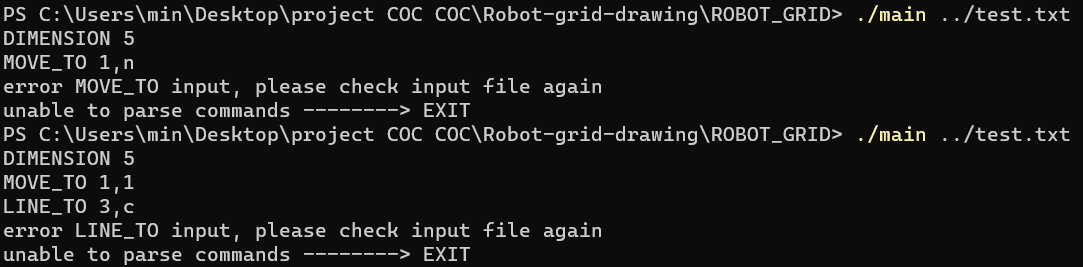 PS C:\Users\min\Desktop\project COC COC\Robot-grid-drawing\ROBOT_GRID> ./main ../test.txt
DIMENSION 5
MOVE_TO 1,n
error MOVE_TO input, please check input file again
unable to parse commands --------> EXIT
PS C:\Users\min\Desktop\project COC COC\Robot-grid-drawing\ROBOT_GRID> ./main ../test.txt
DIMENSION 5
MOVE_TO 1,1
LINE_TO 3,c
error LINE_TO input, please check input file again
unable to parse commands --------> EXIT